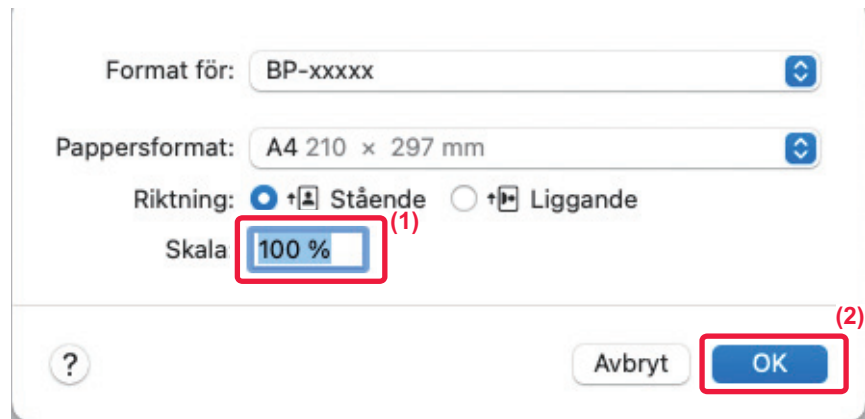 Format för: BP-xxxxx
Pappersformat: A4 210 × 297 mm
Riktning: Stående Liggande
(1)
Skala 100 %
(2)
? Avbryt OK